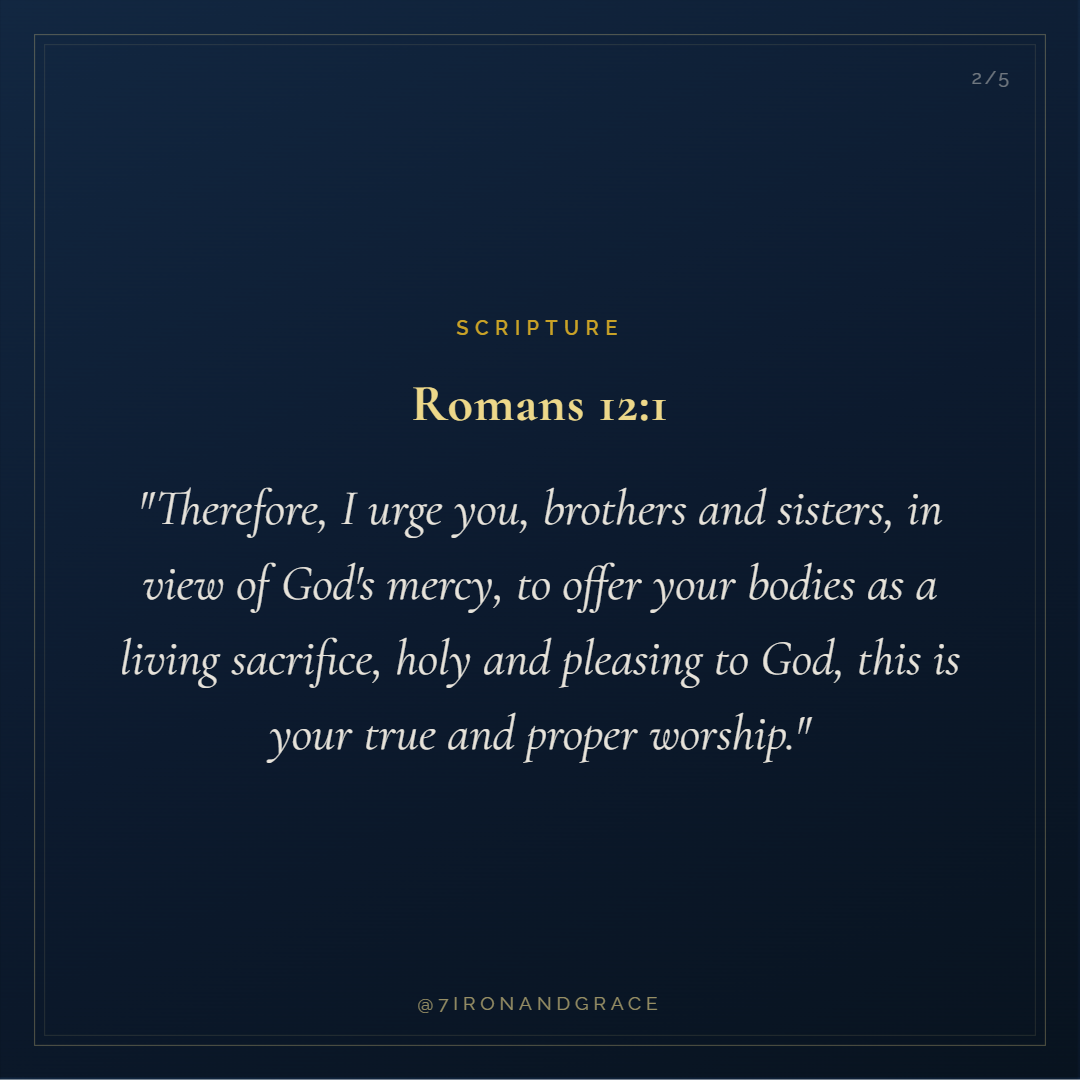 2/5
SCRIPTURE
Romans 12:1
"Therefore, I urge you, brothers and sisters, in
view of God's mercy, to offer your bodies as a
living sacrifice, holy and pleasing to God, this is
your true and proper worship."
@7IRONANDGRACE